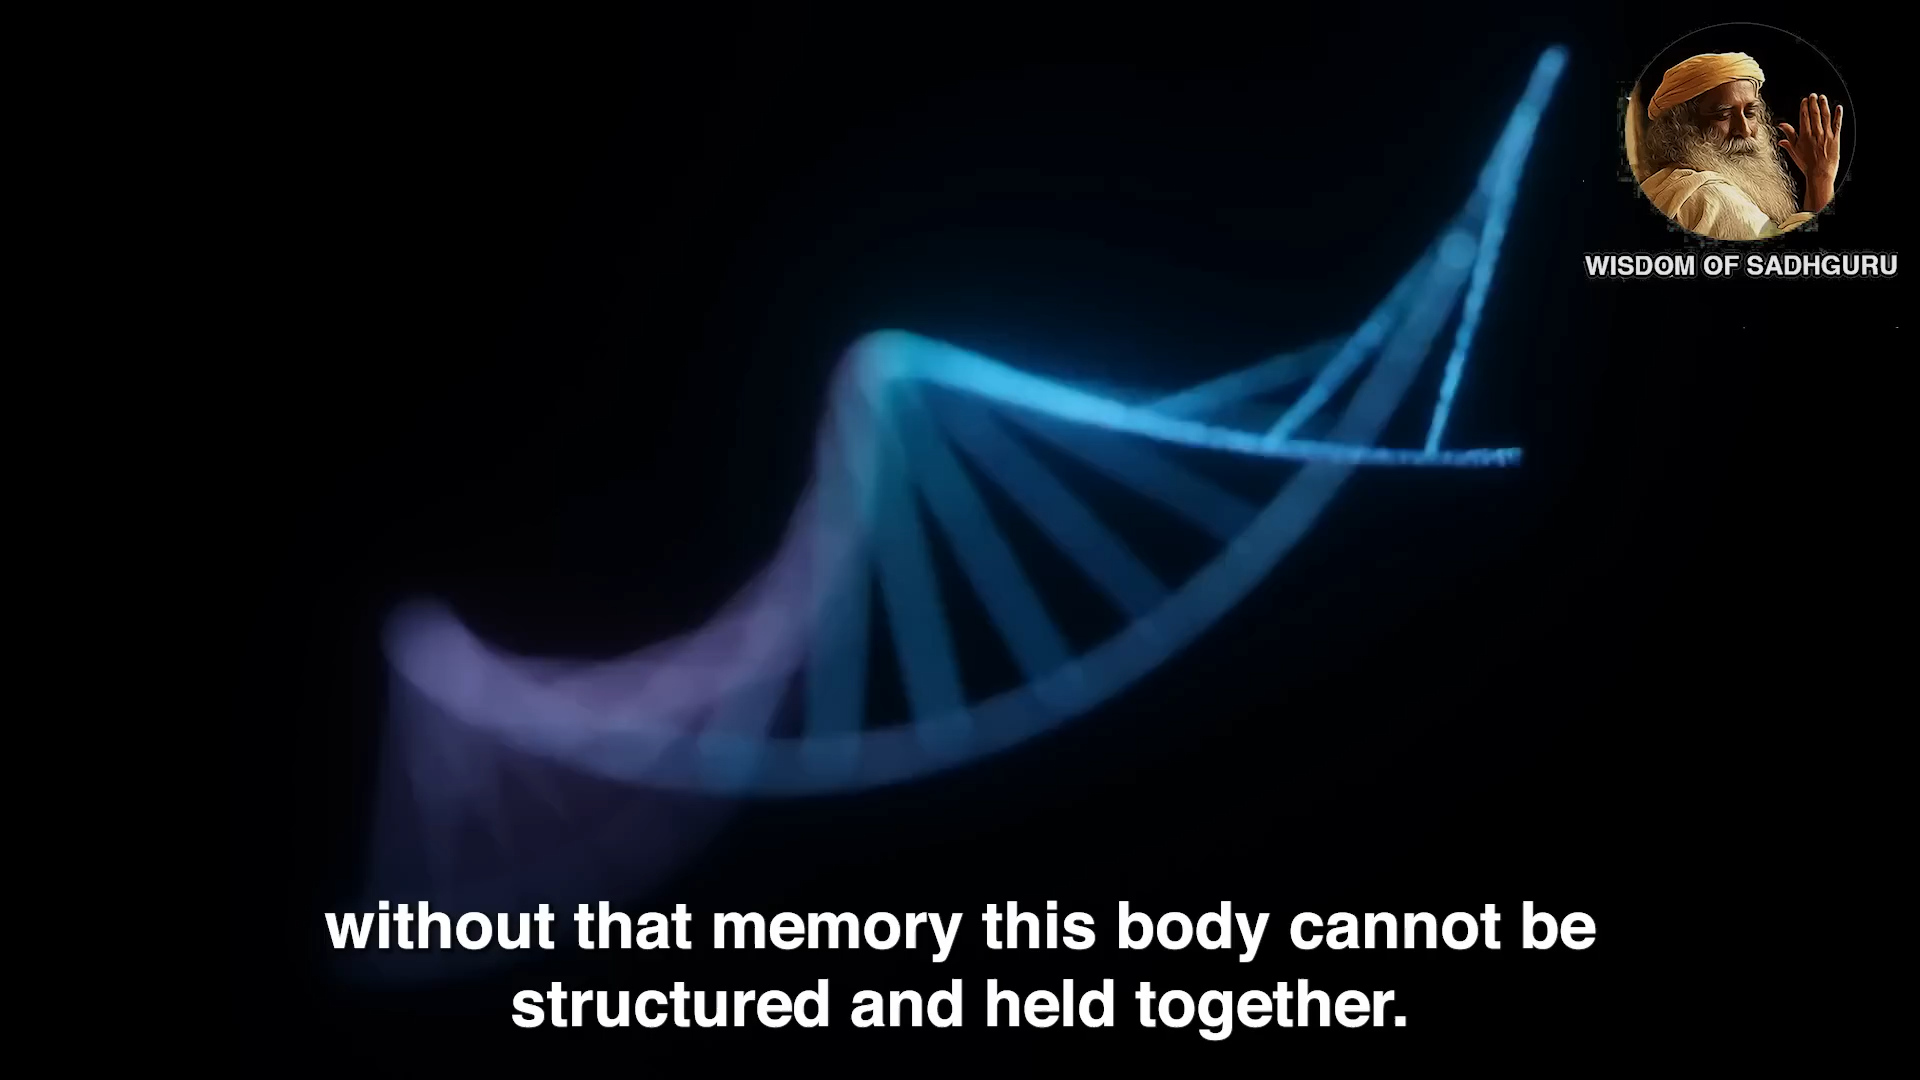 WISDOM OF SADHGURU
without that memory this body cannot be
structured and held together.